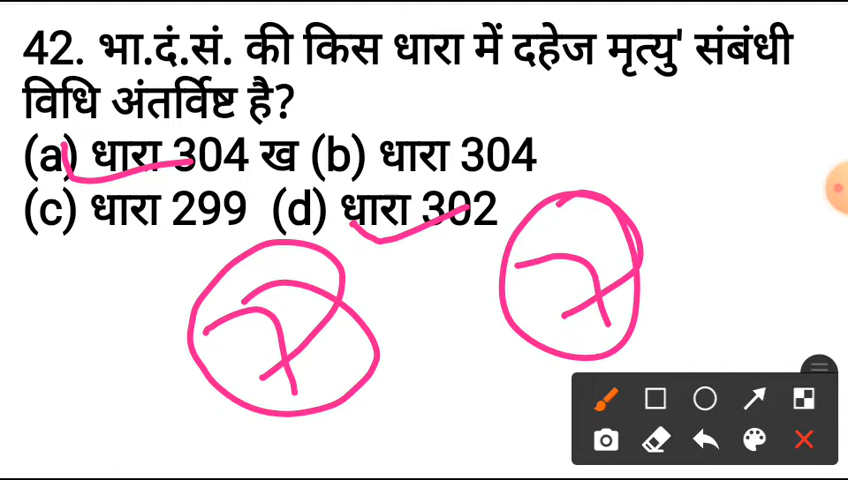 42. भा.दं.सं. की किस धारा में दहेज मृत्यु' संबंधी
विधि अंतर्विष्ट है?
(a) धारा 304 ख (b) धारा 304
(c) धारा 299 (d) धारा 302